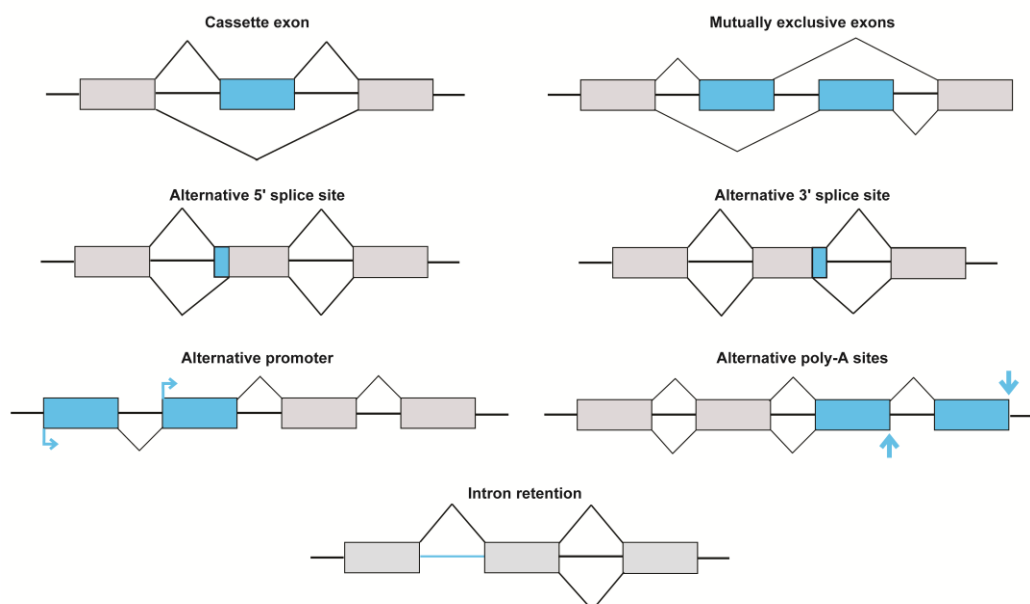 Cassette exon
Mutually exclusive exons
Alternative 5' splice site
Alternative 3' splice site
Alternative promoter
Alternative poly-A sites
Intron retention